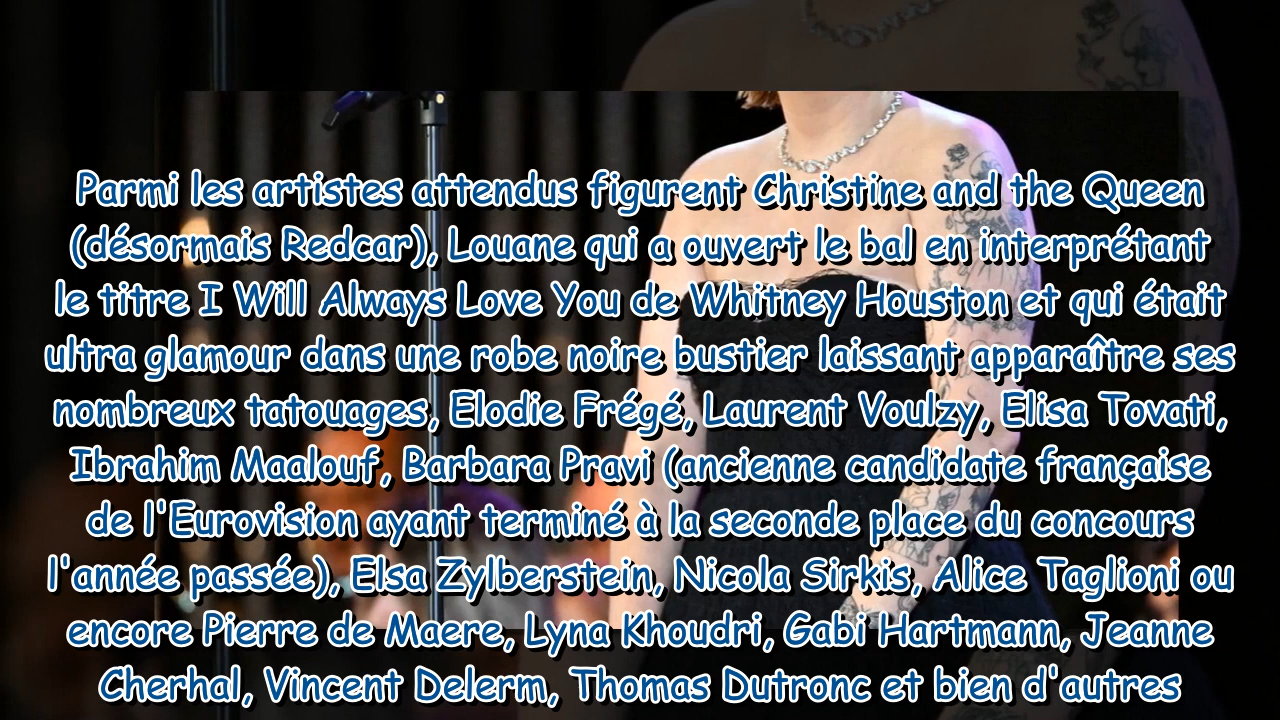 Parmi les artistes attendus figurent Christine and the Queen
(désormais Redcar), Louane qui a ouvert le bal en interprétant
le titre I Will Always Love You de Whitney Houston et qui était
ultra glamour dans une robe noire bustier laissant apparaître ses
nombreux tatouages, Elodie Frégé, Laurent Voulzy, Elisa Tovati,
Ibrahim Maalouf, Barbara Pravi (ancienne candidate française
de l'Eurovision ayant terminé à la seconde place du concours
l'année passée), Elsa Zylberstein, Nicola Sirkis, Alice Taglioni ou
encore Pierre de Maere, Lyna Khoudri, Gabi Hartmann, Jeanne
Cherhal, Vincent Delerm, Thomas Dutronc et bien d'autres